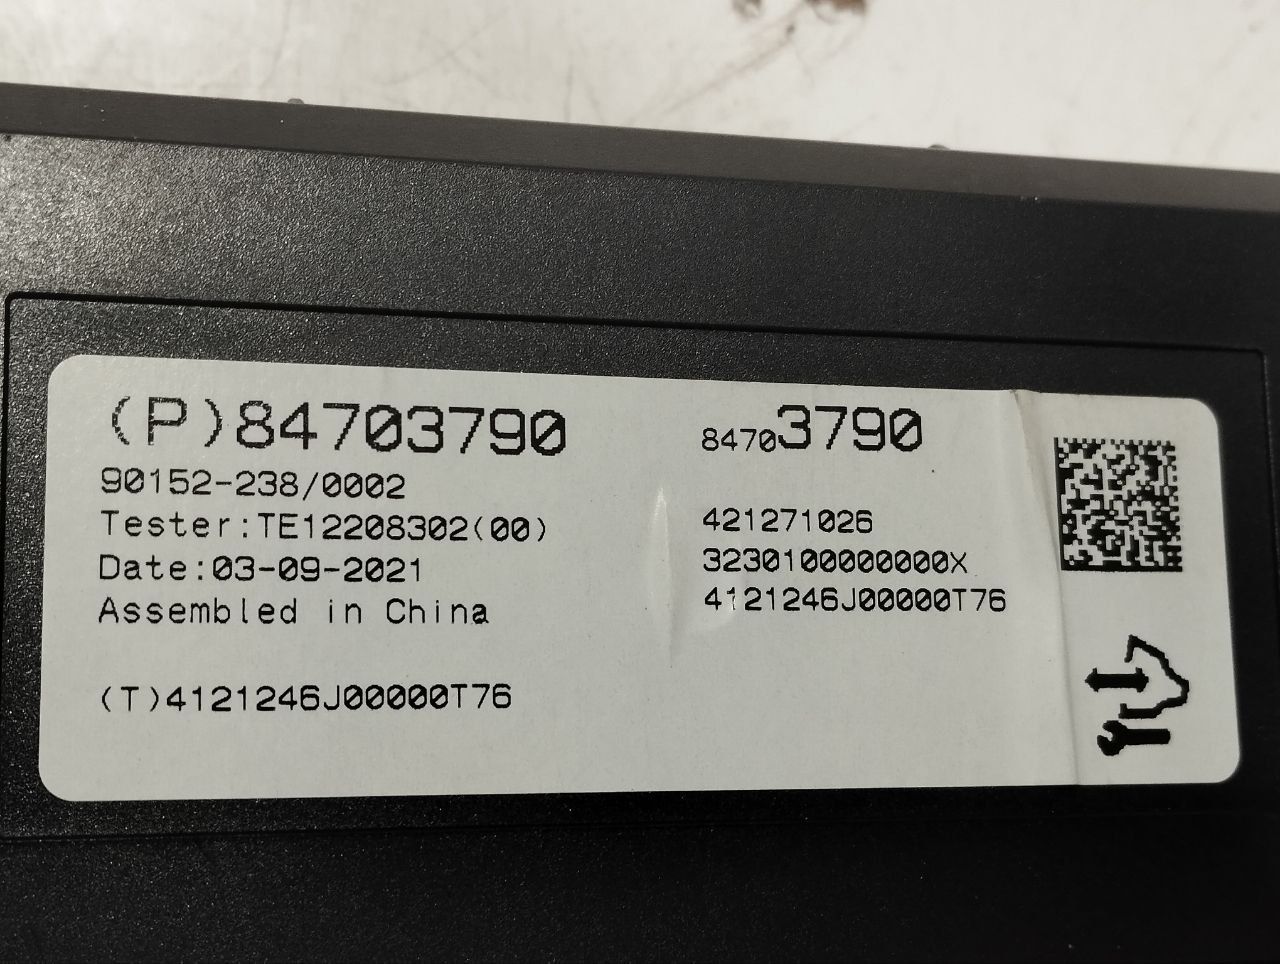 (P)84703790
90152-238/0002
Tester:TE12208302(00)
Date:03-09-2021
Assembled in China
(T)4121246J00000T76
84703790
421271026
3230100000000X
4121246J00000T76